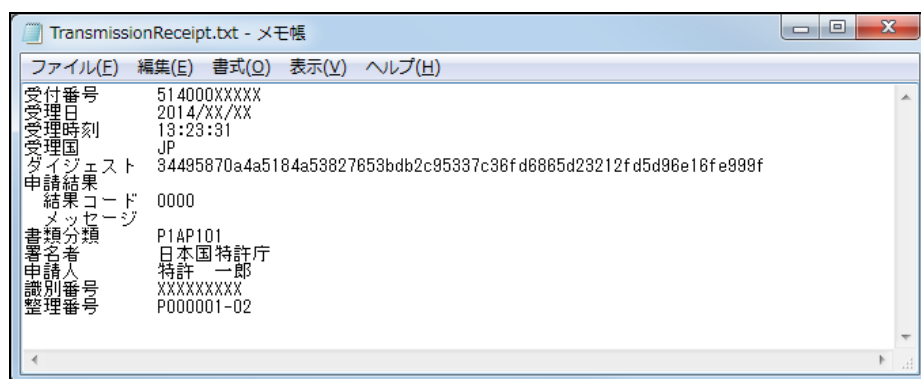 TransmissionReceipt.txt - メモ帳
ファイル(F) 編集(E) 書式(O) 表示(V) ヘルプ(H)
受付番号 514000XXXXX
受理日 2014/XX/XX
受理時刻 13:23:31
受理国 JP
ダイジェスト 34495870a4a5184a53827653bdb2c95337c36fd6865d23212fd5d96e16fe999f
申請結果
結果コード 0000
メッセージ
書類分類 P1AP101
署名者 日本国特許庁
申請人 特許 一郎
識別番号 XXXXXXXXX
整理番号 P000001-02